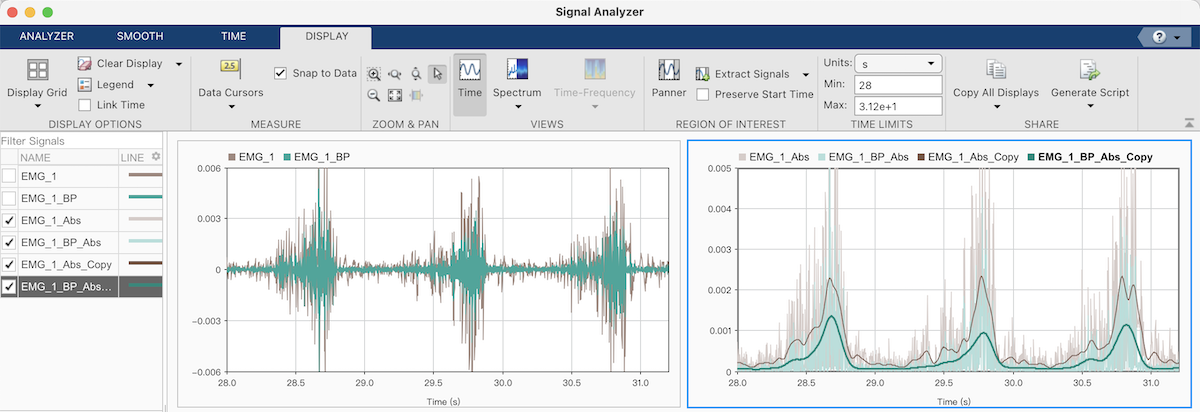 Signal Analyzer
ANALYZER SMOOTH TIME DISPLAY ?
Display Grid
Clear Display
Legend
Link Time
DISPLAY OPTIONS
2.5
Data Cursors
Snap to Data
MEASURE
ZOOM & PAN
Time
Spectrum
Time-Frequency
VIEWS
Panner
Extract Signals
Preserve Start Time
REGION OF INTEREST
Units: s
Min: 28
Max: 3.12e+1
TIME LIMITS
Copy All Displays
Generate Script
SHARE
Filter Signals
NAME LINE
EMG_1
EMG_1_BP
EMG_1_Abs
EMG_1_BP_Abs
EMG_1_Abs_Copy
EMG_1_BP_Abs...
EMG_1 EMG_1_BP
0.006
0.003
0
−0.003
−0.006
28.0 28.5 29.0 29.5 30.0 30.5 31.0
Time (s)
EMG_1_Abs EMG_1_BP_Abs EMG_1_Abs_Copy EMG_1_BP_Abs_Copy
0.005
0.004
0.003
0.002
0.001
0
28.0 28.5 29.0 29.5 30.0 30.5 31.0
Time (s)